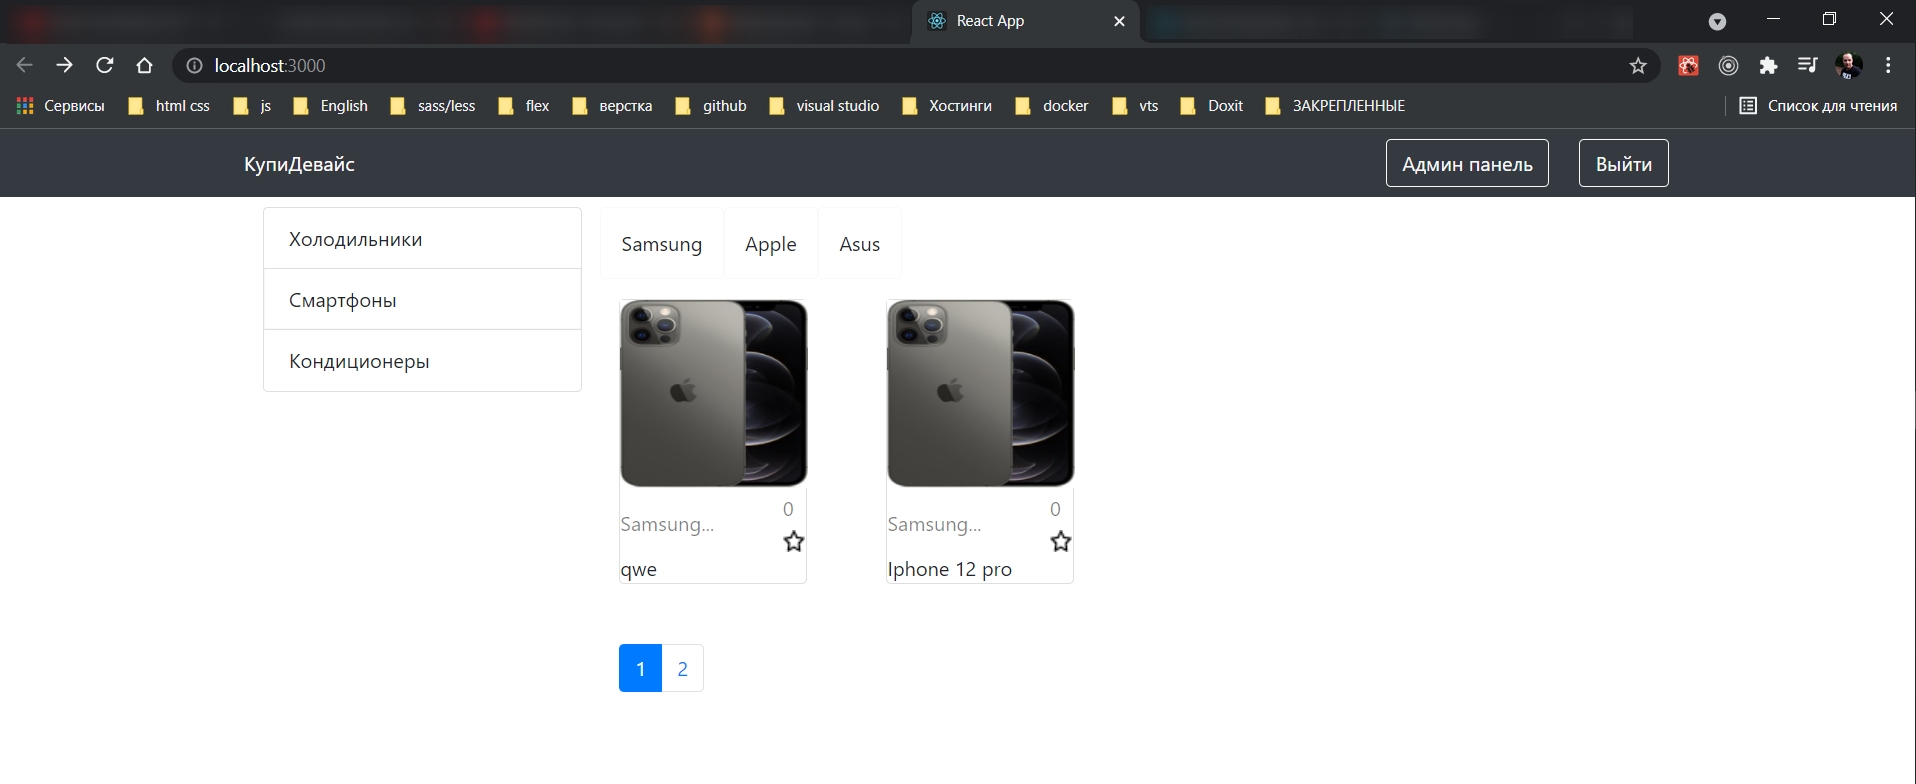 React App
localhost:3000
Сервисы html css js English sass/less flex верстка github visual studio Хостинги docker vts Doxit ЗАКРЕПЛЕННЫЕ Список для чтения
КупиДевайс Админ панель Выйти
Холодильники
Смартфоны
Кондиционеры
Samsung Apple Asus
0
Samsung...
qwe
0
Samsung...
Iphone 12 pro
1 2